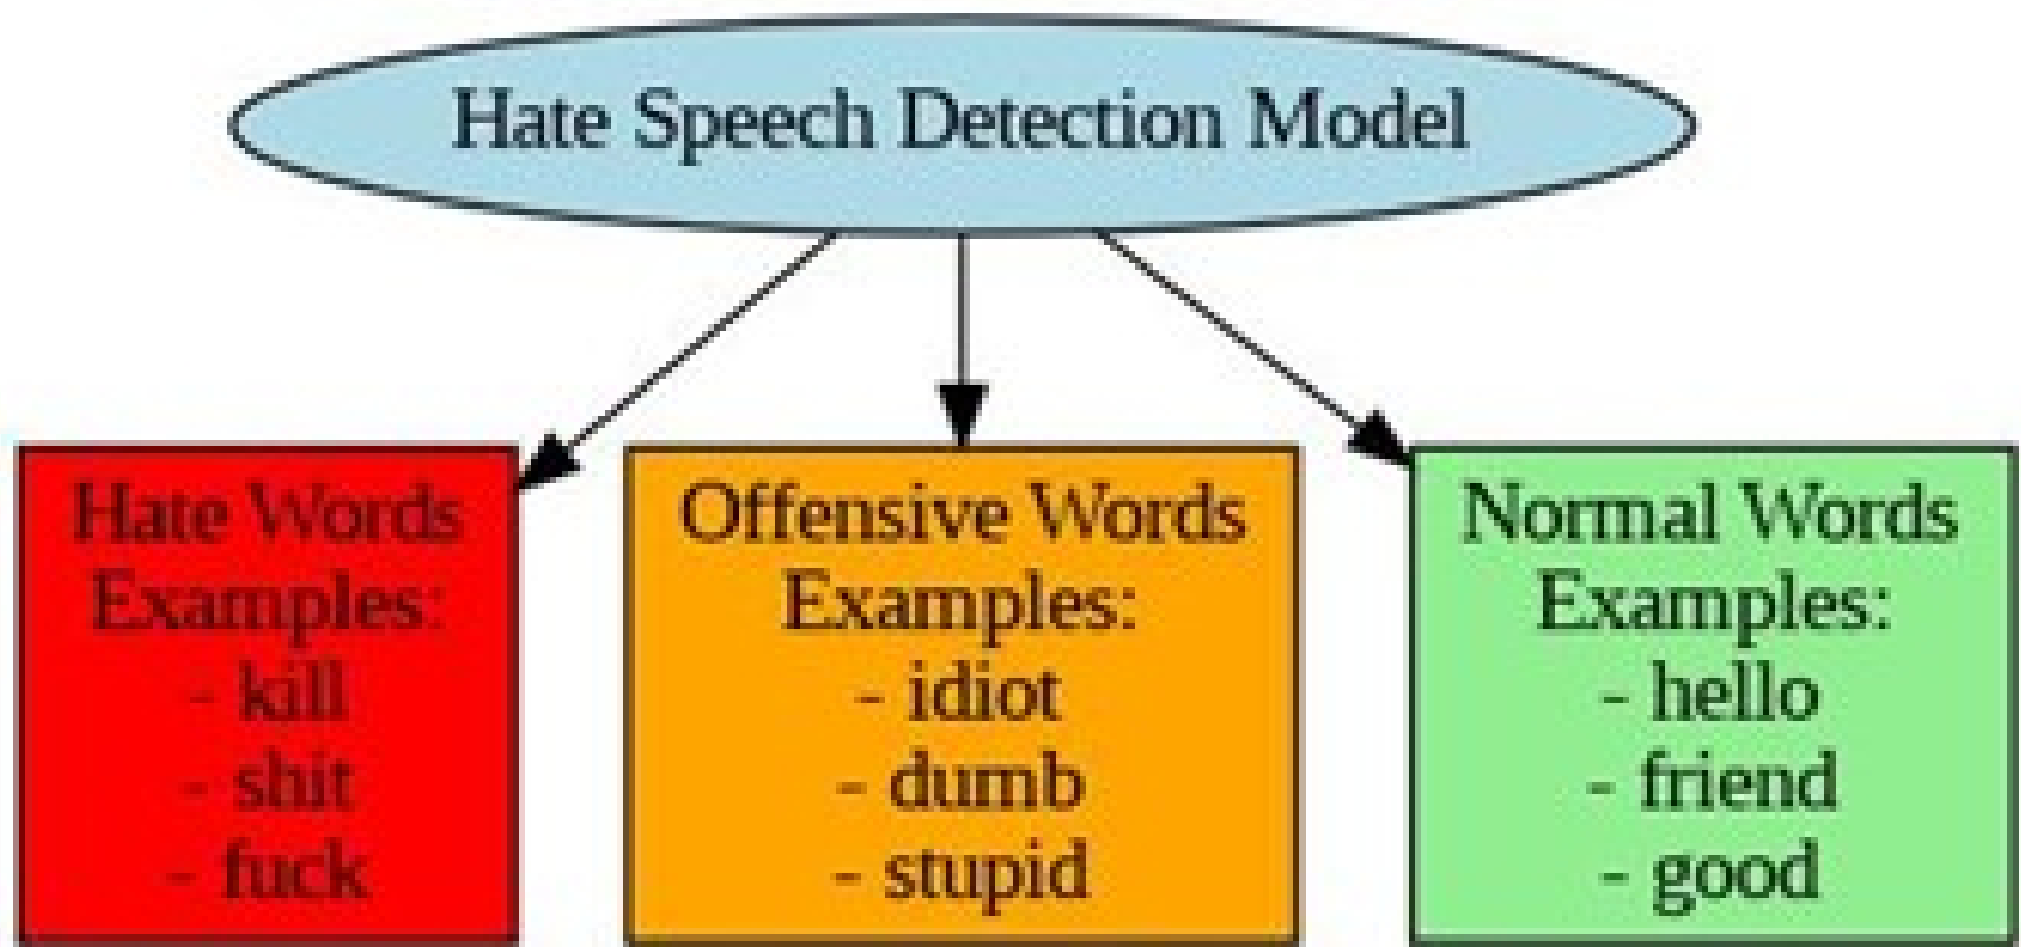 Hate Speech Detection Model
Hate Words
Examples:
- kill
- shit
- fuck
Offensive Words
Examples:
- idiot
- dumb
- stupid
Normal Words
Examples:
- hello
- friend
- good